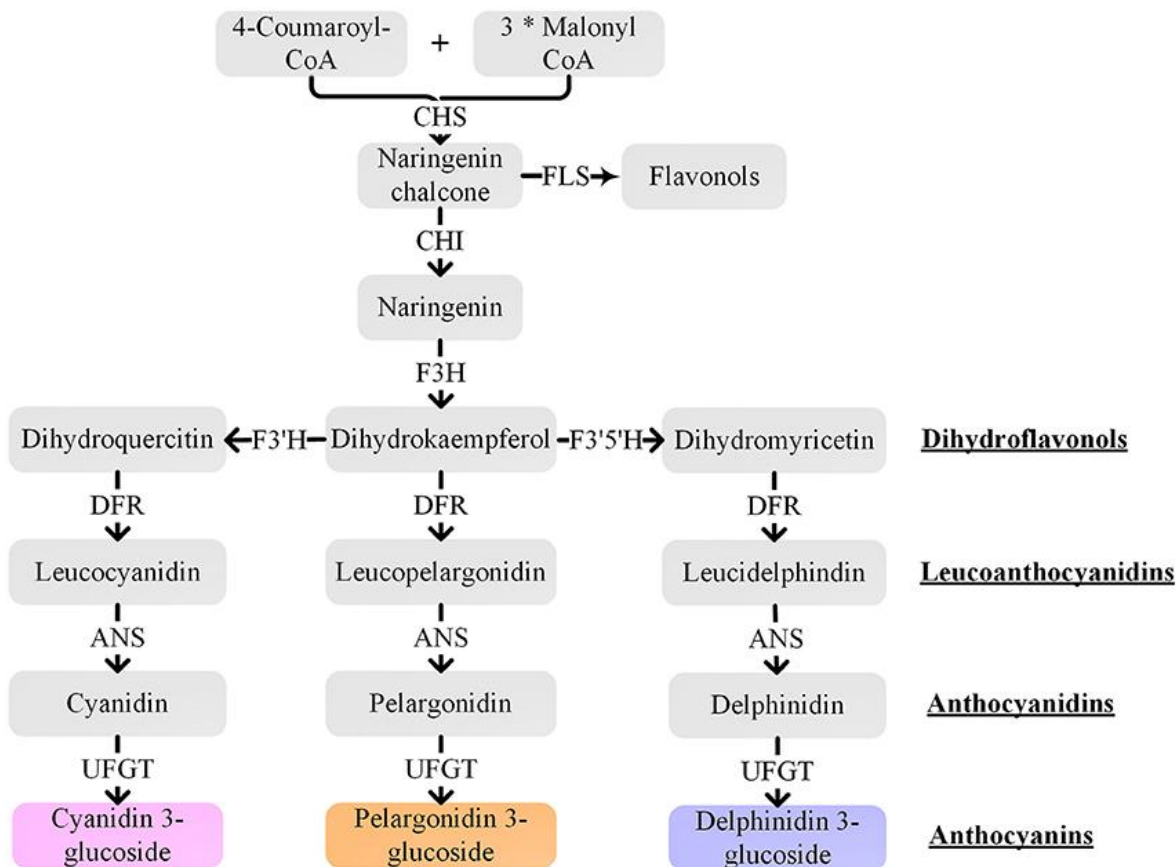 4-Coumaroyl-
CoA
+
3 * Malonyl
CoA
CHS
Naringenin
chalcone
FLS
Flavonols
CHI
Naringenin
F3H
Dihydroquercitin
F3'H
Dihydrokaempferol
F3'5'H
Dihydromyricetin
Dihydroflavonols
DFR
DFR
DFR
Leucocyanidin
Leucopelargonidin
Leucidelphindin
Leucoanthocyanidins
ANS
ANS
ANS
Cyanidin
Pelargonidin
Delphinidin
Anthocyanidins
UFGT
UFGT
UFGT
Cyanidin 3-
glucoside
Pelargonidin 3-
glucoside
Delphinidin 3-
glucoside
Anthocyanins